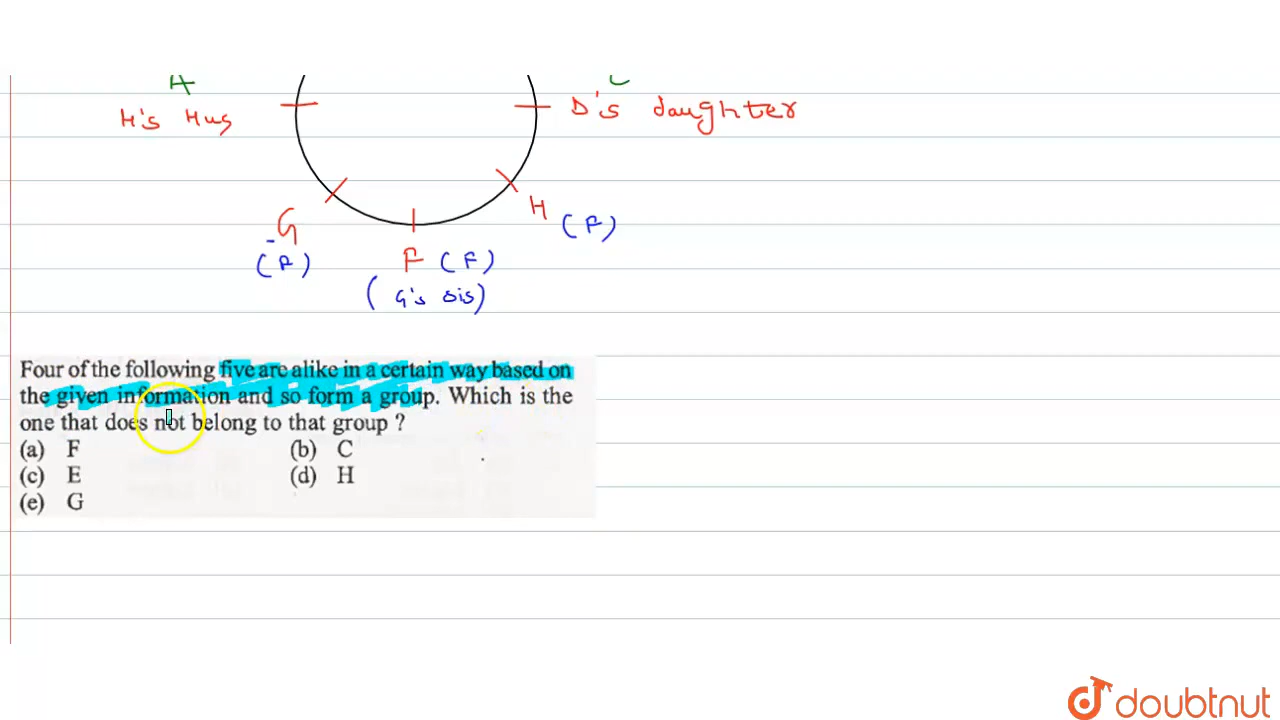 A
H's Hus
D's daughter
G
(F)
F (F)
(G's sis)
H
(F)
Four of the following five are alike in a certain way based on
the given information and so form a group. Which is the
one that does not belong to that group ?
(a) F (b) C
(c) E (d) H
(e) G
doubtnut